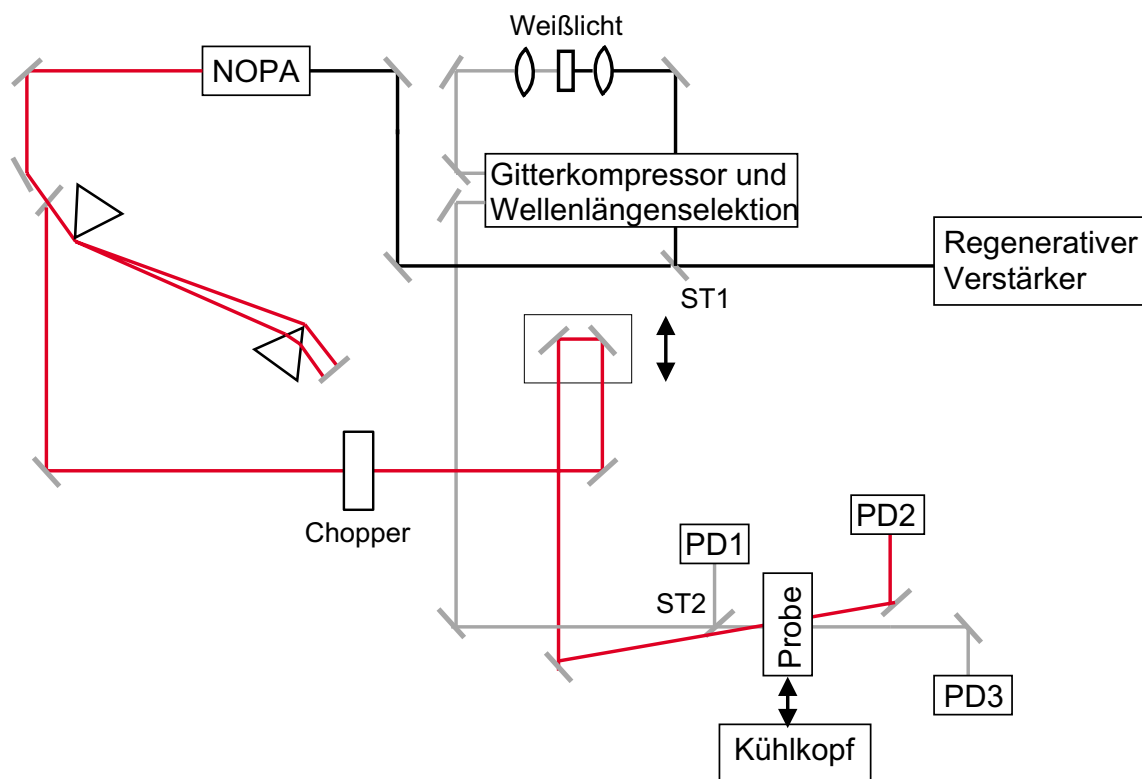 Weißlicht
NOPA
Gitterkompressor und
Wellenlängenselektion
Regenerativer
Verstärker
ST1
Chopper
PD2
PD1
ST2
Probe
PD3
Kühlkopf